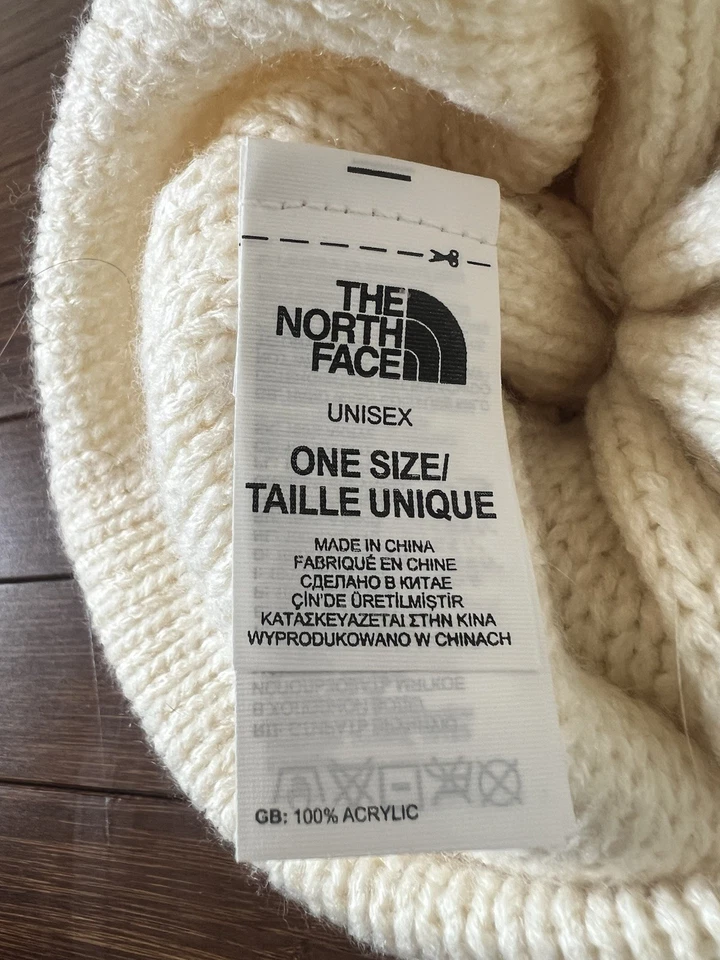 THE
NORTH
FACE
UNISEX
ONE SIZE/
TAILLE UNIQUE
MADE IN CHINA
FABRIQUÉ EN CHINE
СДЕЛАНО В КИТАЕ
ÇİN'DE ÜRETİLMİŞTİR
ΚΑΤΑΣΚΕΥΑΖΕΤΑΙ ΣΤΗΝ ΚΙΝΑ
WYPRODUKOWANO W CHINACH
GB: 100% ACRYLIC